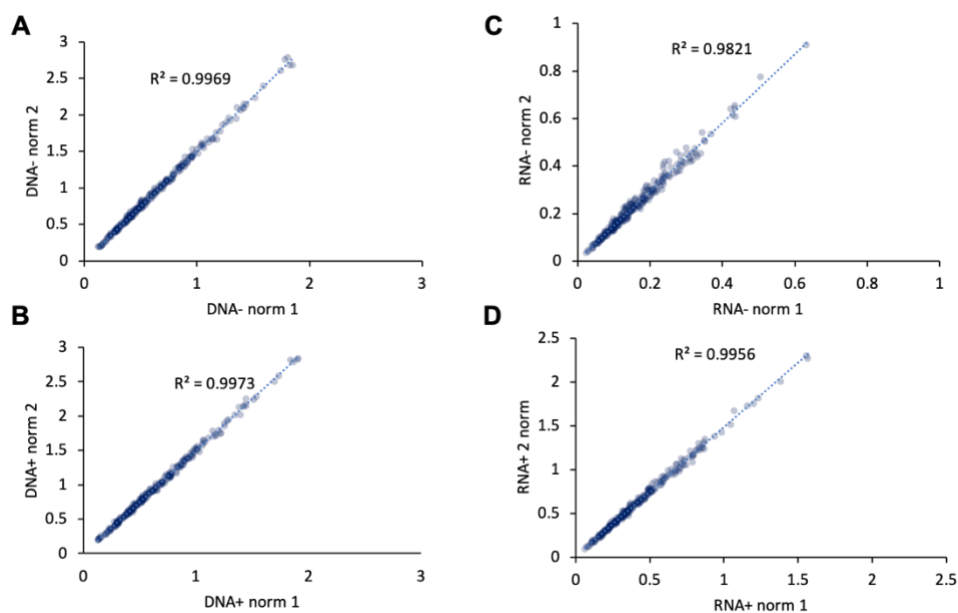 A
3
2.5
2
1.5
1
0.5
0
0
1
2
3
R² = 0.9969
DNA- norm 2
DNA- norm 1
C
1
0.8
0.6
0.4
0.2
0
0
0.2
0.4
0.6
0.8
1
R² = 0.9821
RNA- norm 2
RNA- norm 1
B
3
2.5
2
1.5
1
0.5
0
0
1
2
3
R² = 0.9973
DNA+ norm 2
DNA+ norm 1
D
2.5
2
1.5
1
0.5
0
0
0.5
1
1.5
2
2.5
R² = 0.9956
RNA+ 2 norm
RNA+ norm 1